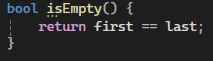 bool isEmpty() {
    return first == last;
}